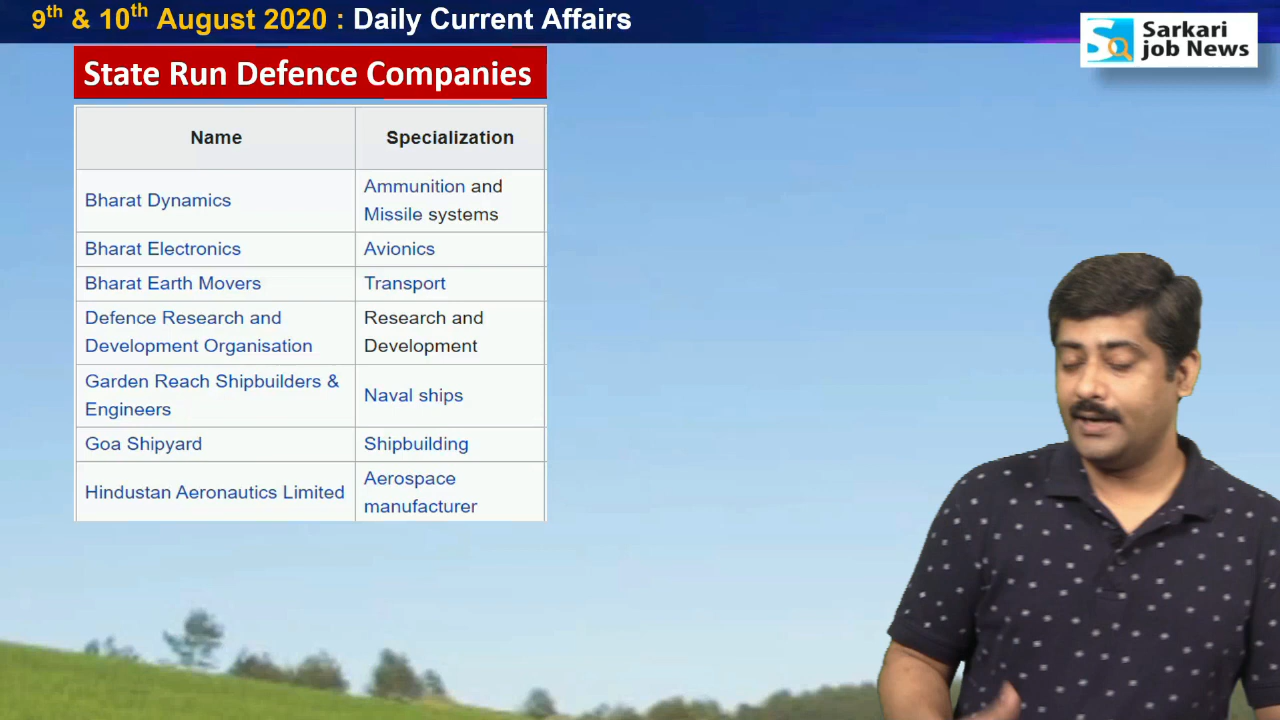 9th & 10th August 2020 : Daily Current Affairs
Sarkari
job News
State Run Defence Companies
Name Specialization
Bharat Dynamics Ammunition and
Missile systems
Bharat Electronics Avionics
Bharat Earth Movers Transport
Defence Research and Research and
Development Organisation Development
Garden Reach Shipbuilders &
Engineers Naval ships
Goa Shipyard Shipbuilding
Hindustan Aeronautics Limited Aerospace
manufacturer